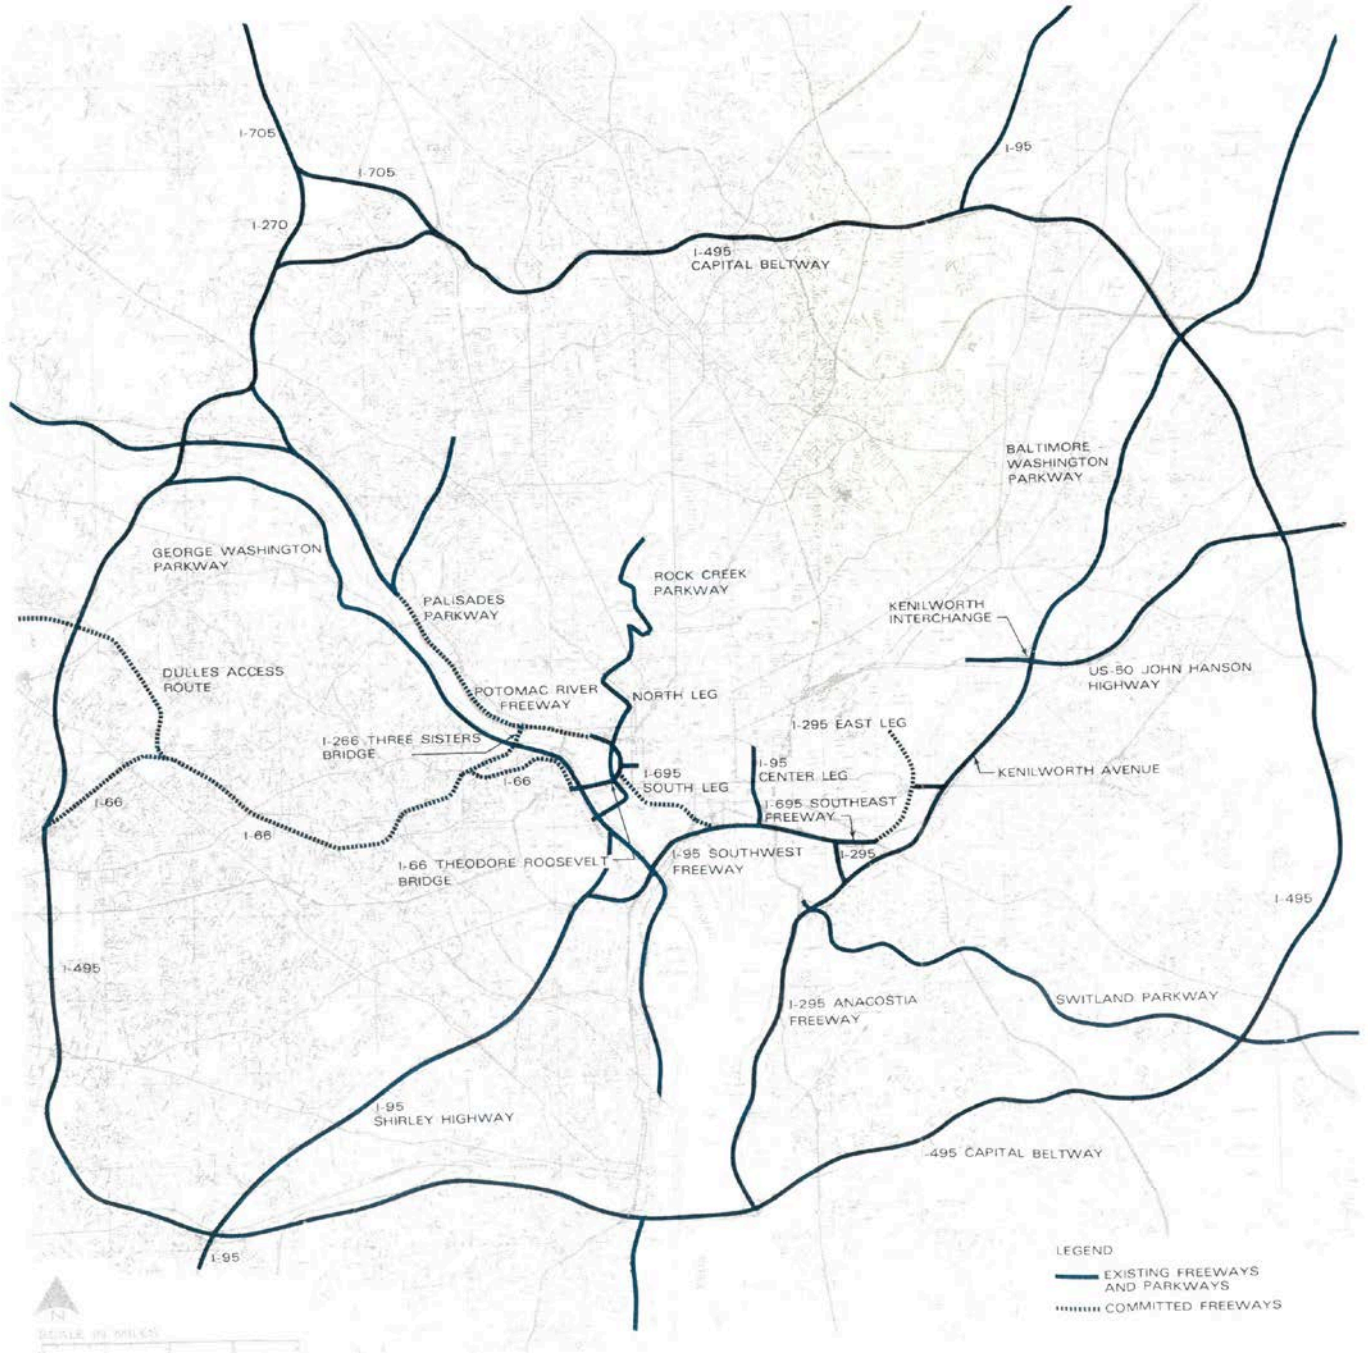 I-705
I-705
I-95
I-270
I-495
CAPITAL BELTWAY
BALTIMORE -
WASHINGTON
PARKWAY
GEORGE WASHINGTON
PARKWAY
ROCK CREEK
PARKWAY
PALISADES
PARKWAY
KENILWORTH
INTERCHANGE
DULLES ACCESS
ROUTE
US-50 JOHN HANSON
HIGHWAY
POTOMAC RIVER
FREEWAY
NORTH LEG
I-295 EAST LEG
I-266 THREE SISTERS
BRIDGE
I-66
I-695
SOUTH LEG
I-95
CENTER LEG
KENILWORTH AVENUE
I-66
I-66
I-695 SOUTHEAST
FREEWAY
I-66 THEODORE ROOSEVELT
BRIDGE
I-95 SOUTHWEST
FREEWAY
I-295
I-495
I-495
I-295 ANACOSTIA
FREEWAY
SWITLAND PARKWAY
I-95
SHIRLEY HIGHWAY
-495 CAPITAL BELTWAY
I-95
LEGEND
EXISTING FREEWAYS
AND PARKWAYS
COMMITTED FREEWAYS
N
SCALE IN MILES